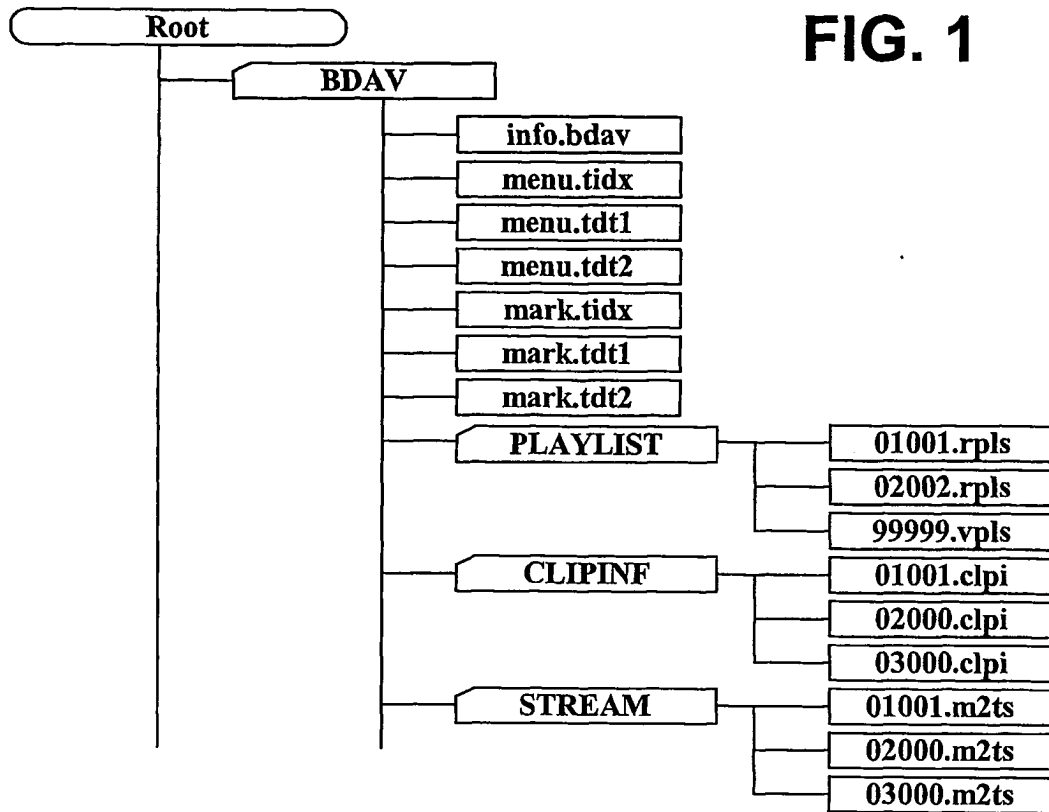 Root
FIG. 1
BDAV
info.bdav
menu.tidx
menu.tdt1
menu.tdt2
mark.tidx
mark.tdt1
mark.tdt2
PLAYLIST
01001.rpls
02002.rpls
99999.vpls
CLIPINF
01001.clpi
02000.clpi
03000.clpi
STREAM
01001.m2ts
02000.m2ts
03000.m2ts